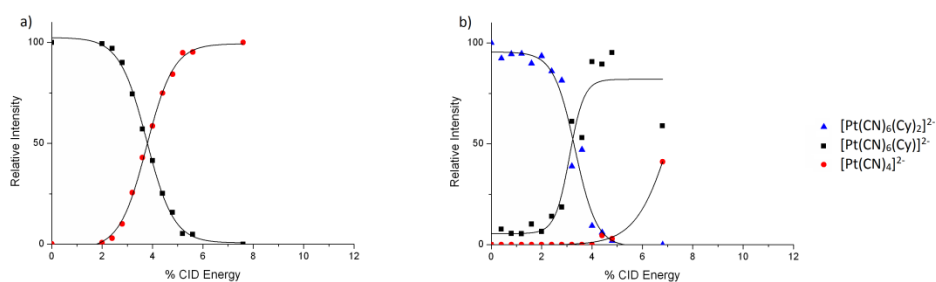 a)
100
50
0
0 2 4 6 8 10 12
Relative Intensity
% CID Energy
b)
100
50
0
0 2 4 6 8 10 12
Relative Intensity
% CID Energy
[Pt(CN)₆(Cy)₂]²⁻
[Pt(CN)₆(Cy)]²⁻
[Pt(CN)₄]²⁻